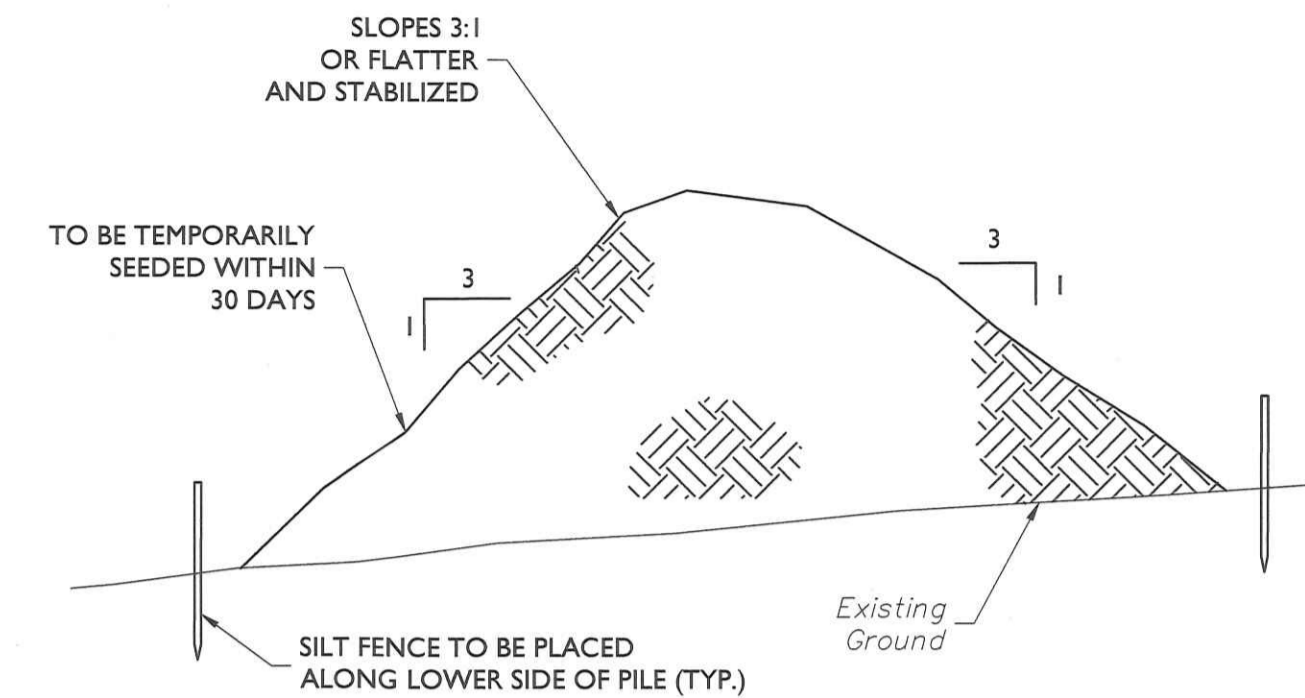 SLOPES 3:1
OR FLATTER
AND STABILIZED
TO BE TEMPORARILY
SEEDED WITHIN
30 DAYS
3
1
3
1
Existing
Ground
SILT FENCE TO BE PLACED
ALONG LOWER SIDE OF PILE (TYP.)